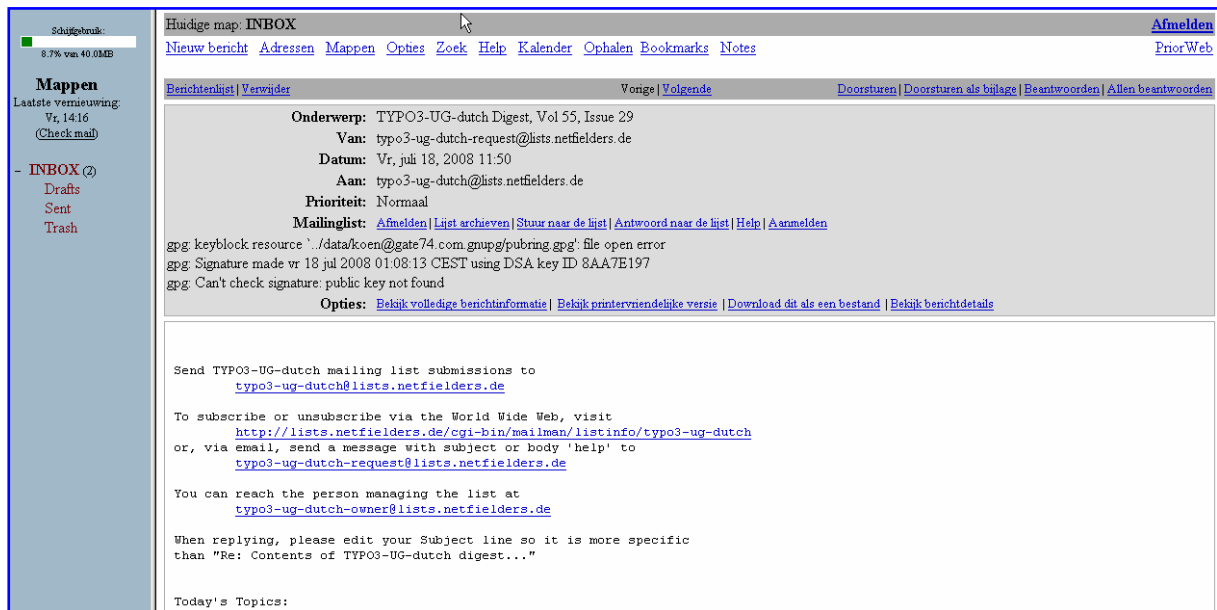 Schijfgebruik:
8.7% van 40.0MB
Mappen
Laatste vernieuwing:
Vr, 14:16
(Check mail)
- INBOX (2)
Drafts
Sent
Trash
Huidige map: INBOX Afmelden
Nieuw bericht Adressen Mappen Opties Zoek Help Kalender Ophalen Bookmarks Notes PriorWeb
Berichtenlijst | Verwijder Vorige | Volgende Doorsturen | Doorsturen als bijlage | Beantwoorden | Allen beantwoorden
Onderwerp: TYPO3-UG-dutch Digest, Vol 55, Issue 29
Van: typo3-ug-dutch-request@lists.netfielders.de
Datum: Vr, juli 18, 2008 11:50
Aan: typo3-ug-dutch@lists.netfielders.de
Prioriteit: Normaal
Mailinglist: Afmelden | Lijst archieven | Stuur naar de lijst | Antwoord naar de lijst | Help | Aanmelden
gpg: keyblock resource `../data/koen@gate74.com.gnupg/pubring.gpg': file open error
gpg: Signature made vr 18 jul 2008 01:08:13 CEST using DSA key ID 8AA7E197
gpg: Can't check signature: public key not found
Opties: Bekijk volledige berichtinformatie | Bekijk printervriendelijke versie | Download dit als een bestand | Bekijk berichtdetails
Send TYPO3-UG-dutch mailing list submissions to
typo3-ug-dutch@lists.netfielders.de
To subscribe or unsubscribe via the World Wide Web, visit
http://lists.netfielders.de/cgi-bin/mailman/listinfo/typo3-ug-dutch
or, via email, send a message with subject or body 'help' to
typo3-ug-dutch-request@lists.netfielders.de
You can reach the person managing the list at
typo3-ug-dutch-owner@lists.netfielders.de
When replying, please edit your Subject line so it is more specific
than "Re: Contents of TYPO3-UG-dutch digest..."
Today's Topics: